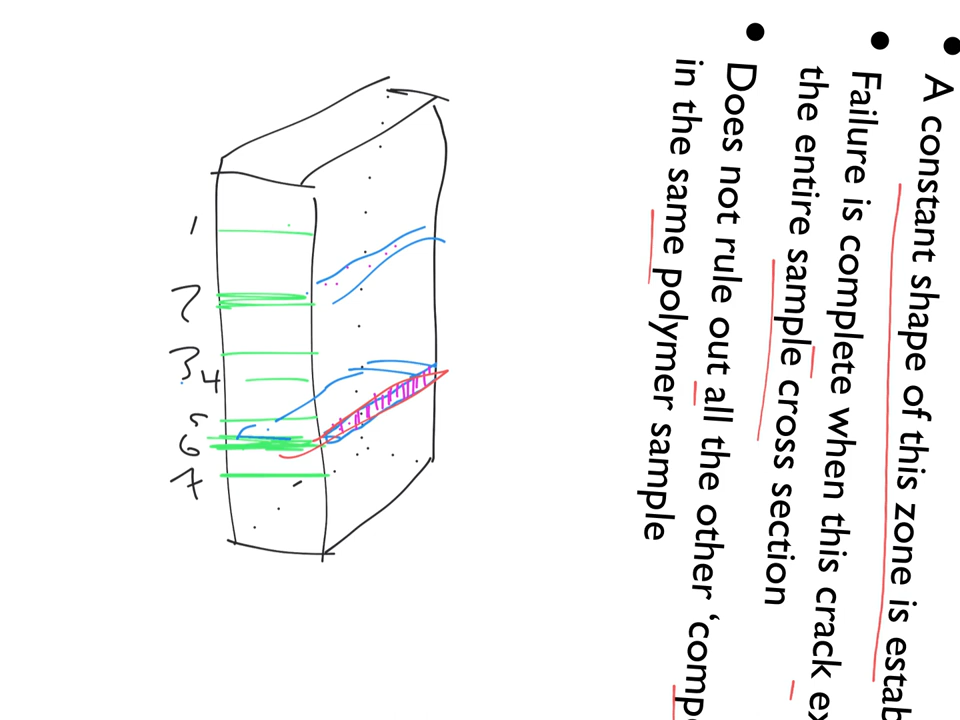 • A constant shape of this zone is estab
• Failure is complete when this crack ex
the entire sample cross section
• Does not rule out all the other ‘comp
in the same polymer sample
1
2
3
4
6
7